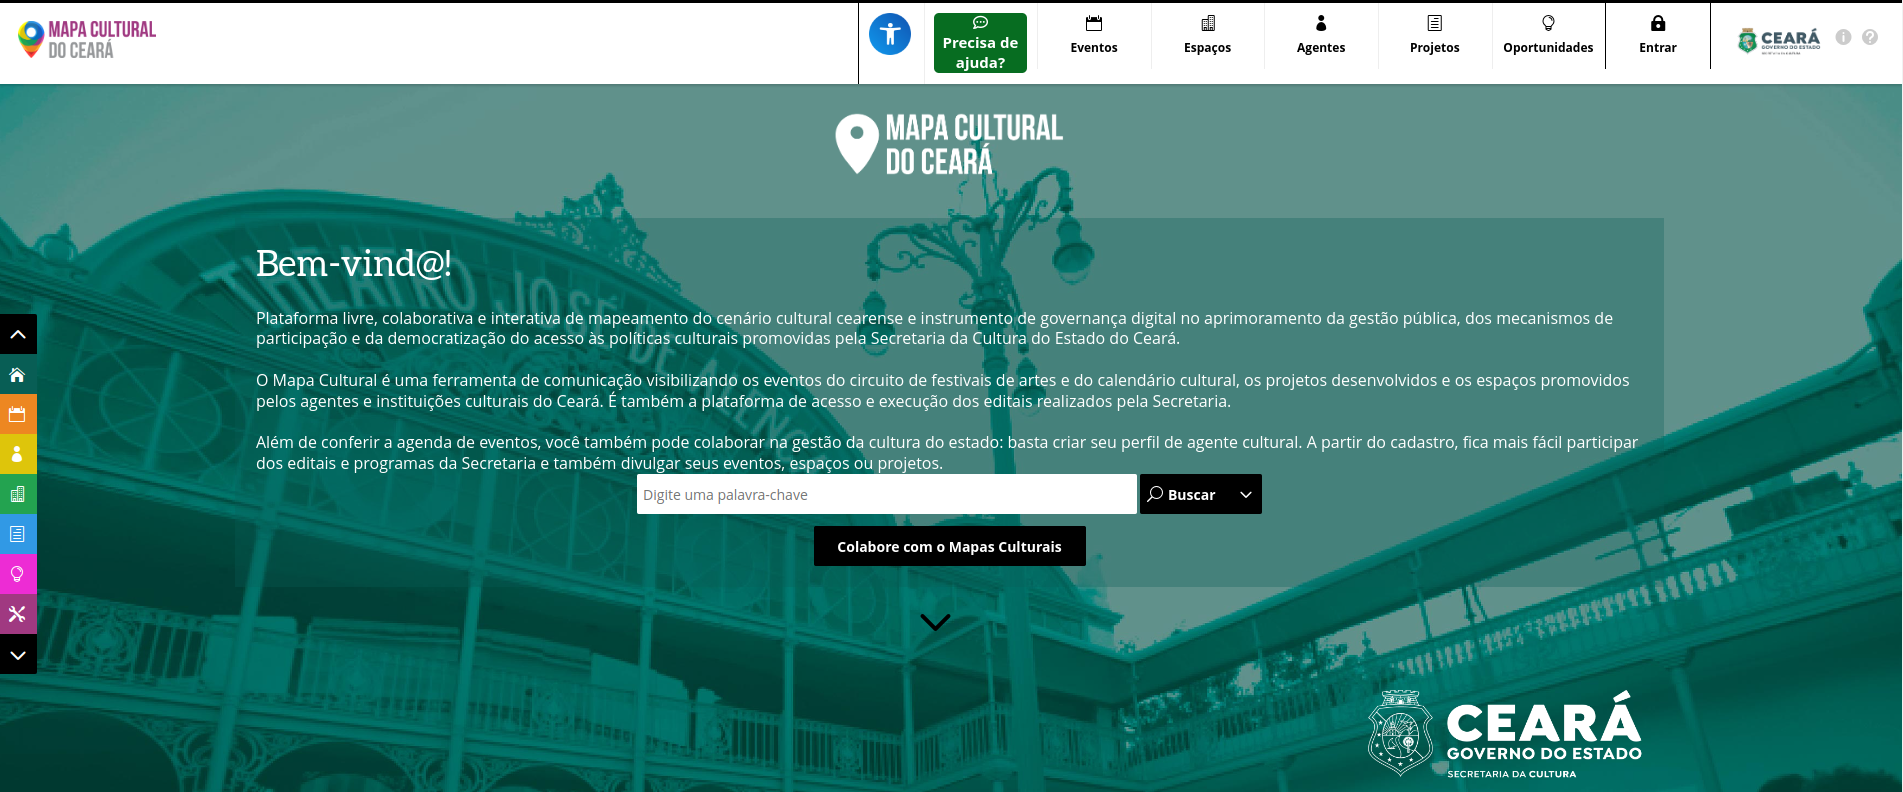 MAPA CULTURAL
DO CEARÁ
Precisa de
ajuda?
Eventos
Espaços
Agentes
Projetos
Oportunidades
Entrar
CEARÁ
GOVERNO DO ESTADO
MAPA CULTURAL
DO CEARÁ
Bem-vind@!
THEATRO JOSÉ DE ALENCAR
Plataforma livre, colaborativa e interativa de mapeamento do cenário cultural cearense e instrumento de governança digital no aprimoramento da gestão pública, dos mecanismos de
participação e da democratização do acesso às políticas culturais promovidas pela Secretaria da Cultura do Estado do Ceará.
O Mapa Cultural é uma ferramenta de comunicação visibilizando os eventos do circuito de festivais de artes e do calendário cultural, os projetos desenvolvidos e os espaços promovidos
pelos agentes e instituições culturais do Ceará. É também a plataforma de acesso e execução dos editais realizados pela Secretaria.
Além de conferir a agenda de eventos, você também pode colaborar na gestão da cultura do estado: basta criar seu perfil de agente cultural. A partir do cadastro, fica mais fácil participar
dos editais e programas da Secretaria e também divulgar seus eventos, espaços ou projetos.
Digite uma palavra-chave
Buscar
Colabore com o Mapas Culturais
CEARÁ
GOVERNO DO ESTADO
SECRETARIA DA CULTURA